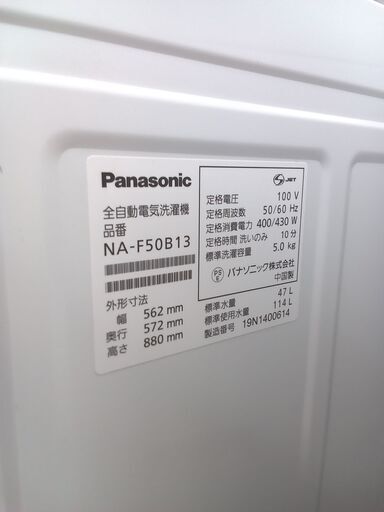 Panasonic
全自動電気洗濯機
品番
NA-F50B13
外形寸法
幅 562 mm
奥行 572 mm
高さ 880 mm
S JET
定格電圧 100 V
定格周波数 50/60 Hz
定格消費電力 400/430 W
定格時間 洗いのみ 10分
標準洗濯容量 5.0 kg
PS E パナソニック株式会社
中国製
標準水量 47 L
標準使用水量 114 L
製造番号 19N1400614